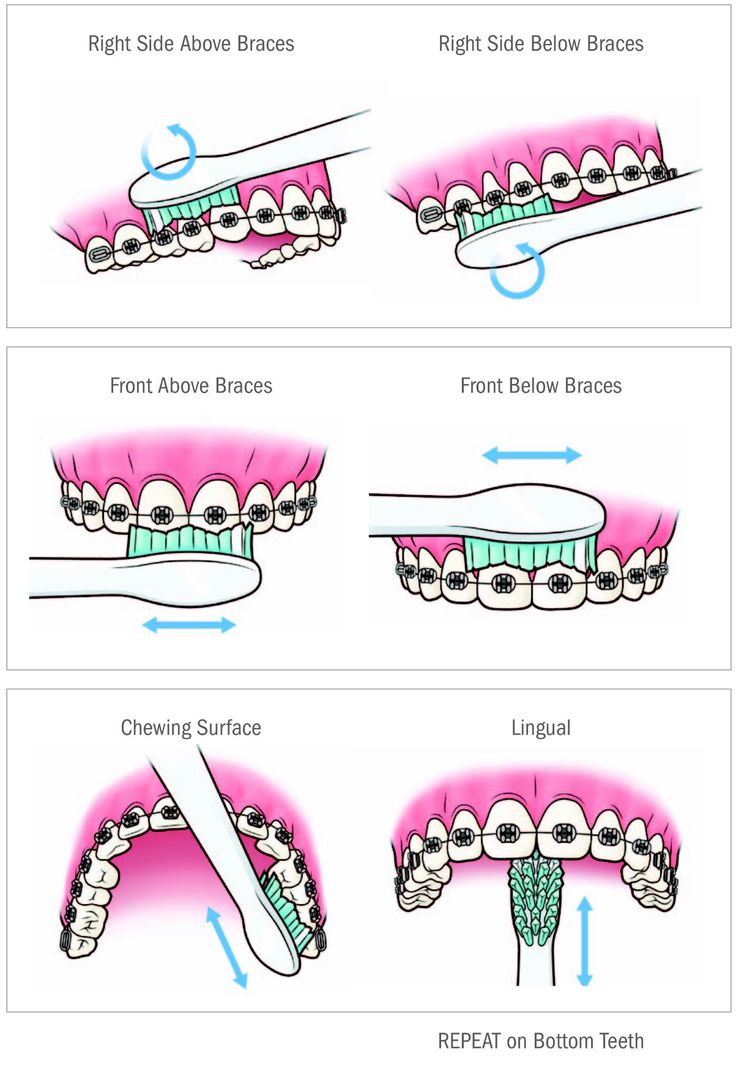 Right Side Above Braces
Right Side Below Braces
Front Above Braces
Front Below Braces
Chewing Surface
Lingual
REPEAT on Bottom Teeth